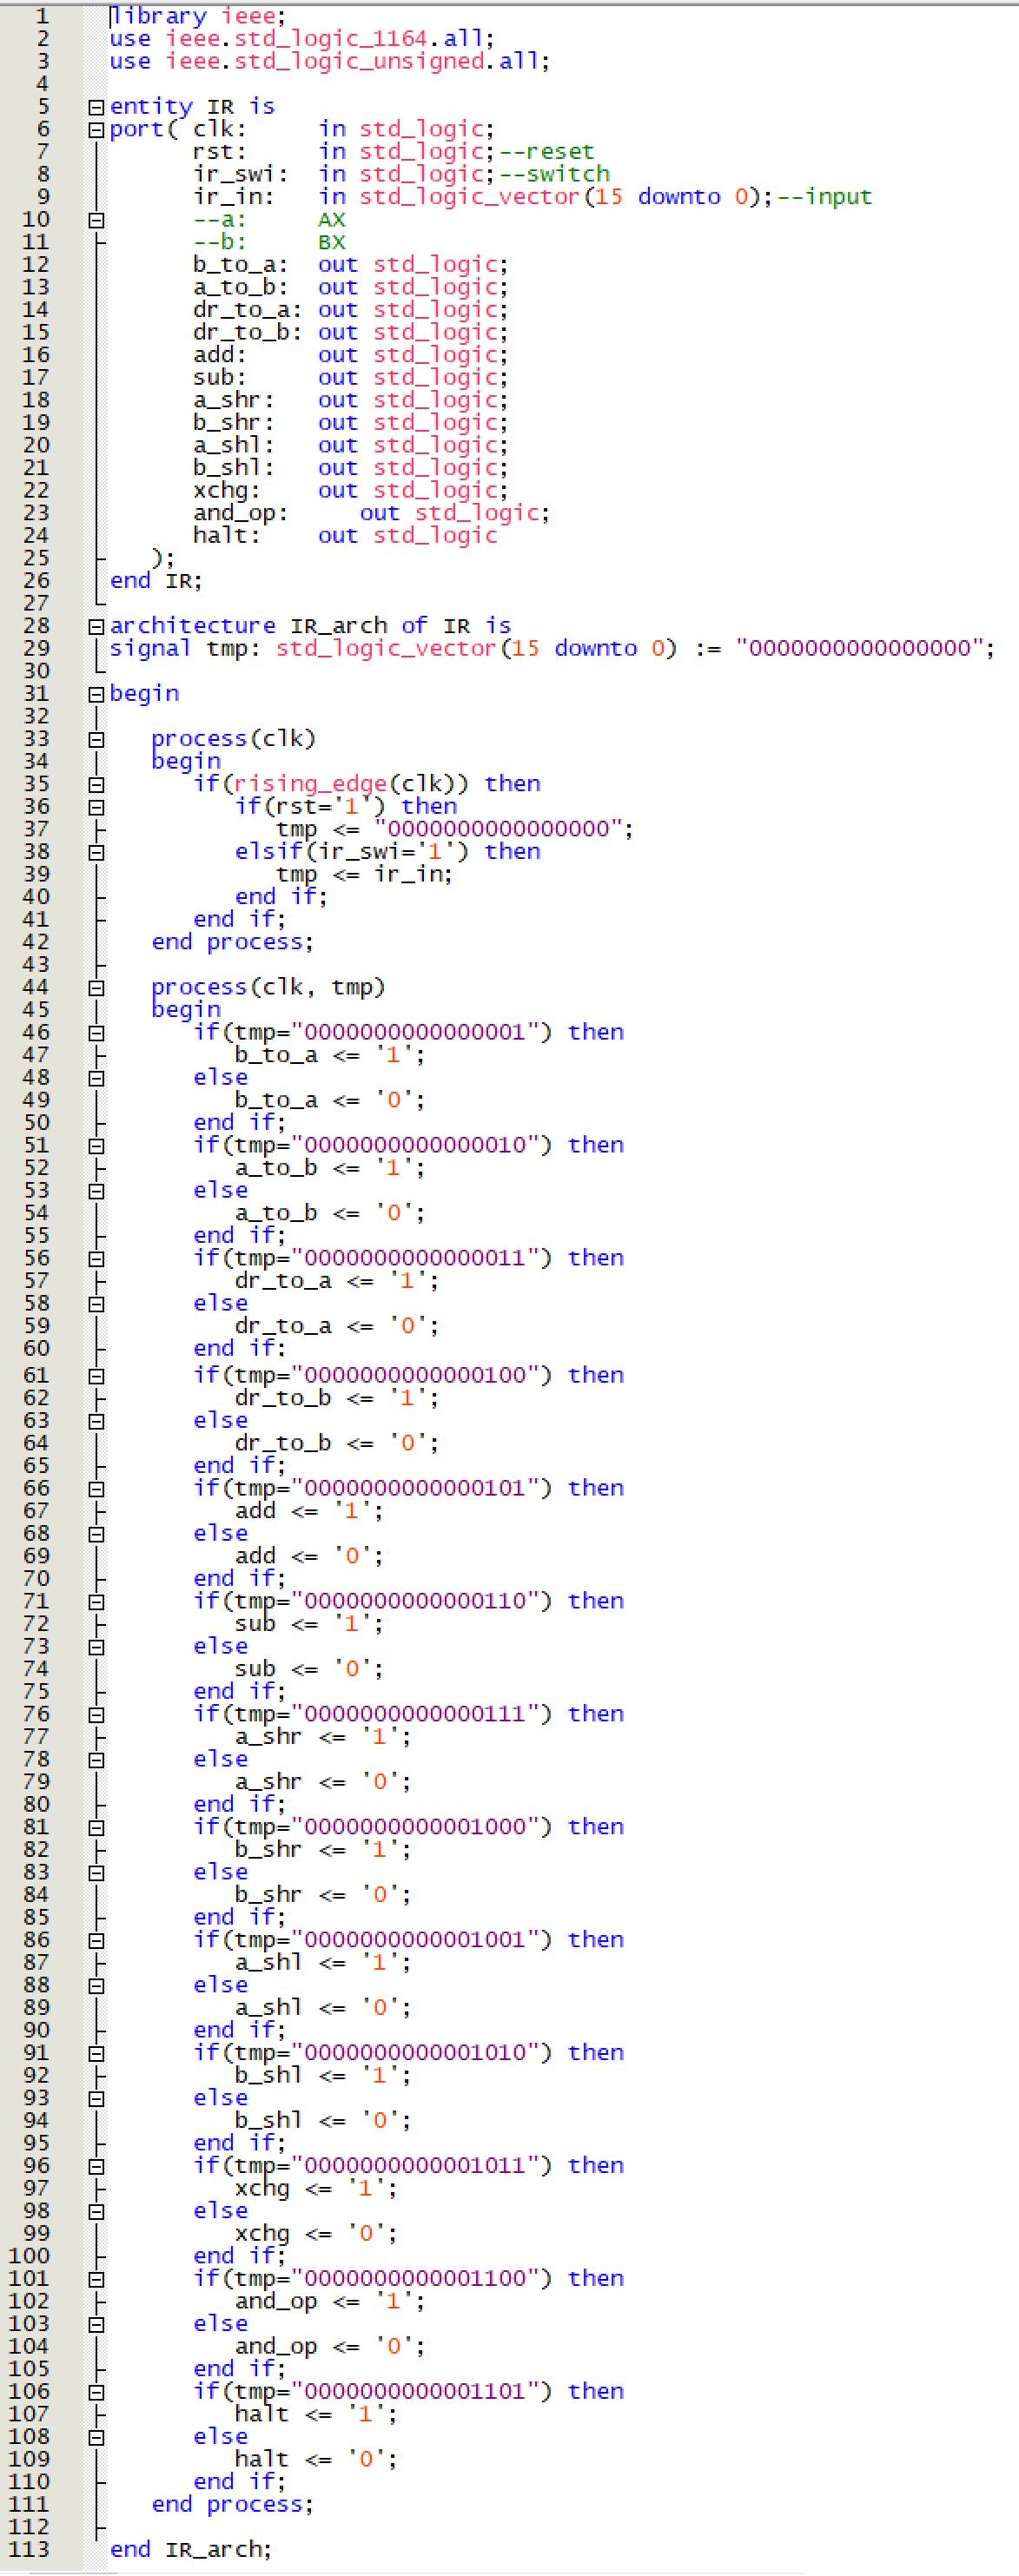 1 library ieee;
2 use ieee.std_logic_1164.all;
3 use ieee.std_logic_unsigned.all;
4
5 entity IR is
6 port( clk: in std_logic;
7 rst: in std_logic;--reset
8 ir_swi: in std_logic;--switch
9 ir_in: in std_logic_vector(15 downto 0);--input
10 --a: AX
11 --b: BX
12 b_to_a: out std_logic;
13 a_to_b: out std_logic;
14 dr_to_a: out std_logic;
15 dr_to_b: out std_logic;
16 add: out std_logic;
17 sub: out std_logic;
18 a_shr: out std_logic;
19 b_shr: out std_logic;
20 a_shl: out std_logic;
21 b_shl: out std_logic;
22 xchg: out std_logic;
23 and_op: out std_logic;
24 halt: out std_logic
25 );
26 end IR;
27
28 architecture IR_arch of IR is
29 signal tmp: std_logic_vector(15 downto 0) := "0000000000000000";
30
31 begin
32
33 process(clk)
34 begin
35 if(rising_edge(clk)) then
36 if(rst='1') then
37 tmp <= "0000000000000000";
38 elsif(ir_swi='1') then
39 tmp <= ir_in;
40 end if;
41 end if;
42 end process;
43
44 process(clk, tmp)
45 begin
46 if(tmp="0000000000000001") then
47 b_to_a <= '1';
48 else
49 b_to_a <= '0';
50 end if;
51 if(tmp="0000000000000010") then
52 a_to_b <= '1';
53 else
54 a_to_b <= '0';
55 end if;
56 if(tmp="0000000000000011") then
57 dr_to_a <= '1';
58 else
59 dr_to_a <= '0';
60 end if:
61 if(tmp="0000000000000100") then
62 dr_to_b <= '1';
63 else
64 dr_to_b <= '0';
65 end if;
66 if(tmp="0000000000000101") then
67 add <= '1';
68 else
69 add <= '0';
70 end if;
71 if(tmp="0000000000000110") then
72 sub <= '1';
73 else
74 sub <= '0';
75 end if;
76 if(tmp="0000000000000111") then
77 a_shr <= '1';
78 else
79 a_shr <= '0';
80 end if;
81 if(tmp="0000000000001000") then
82 b_shr <= '1';
83 else
84 b_shr <= '0';
85 end if;
86 if(tmp="0000000000001001") then
87 a_shl <= '1';
88 else
89 a_shl <= '0';
90 end if;
91 if(tmp="0000000000001010") then
92 b_shl <= '1';
93 else
94 b_shl <= '0';
95 end if;
96 if(tmp="0000000000001011") then
97 xchg <= '1';
98 else
99 xchg <= '0';
100 end if;
101 if(tmp="0000000000001100") then
102 and_op <= '1';
103 else
104 and_op <= '0';
105 end if;
106 if(tmp="0000000000001101") then
107 halt <= '1';
108 else
109 halt <= '0';
110 end if;
111 end process;
112
113 end IR_arch;